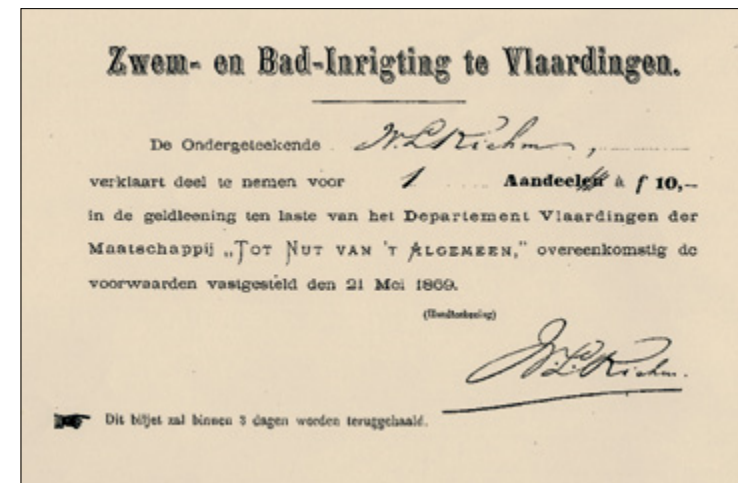 Zwem- en Bad-Inrigting te Vlaardingen.
De Ondergeteekende W. L. Kiehm,
verklaart deel te nemen voor 1 Aandeelen à f 10,--
in de geldleening ten laste van het Departement Vlaardingen der
Maatschappij „TOT NUT VAN 'T ALGEMEEN,” overeenkomstig de
voorwaarden vastgesteld den 21 Mei 1869.
(Handteekening)
W. L. Kiehm.
Dit biljet zal binnen 3 dagen worden teruggehaald.